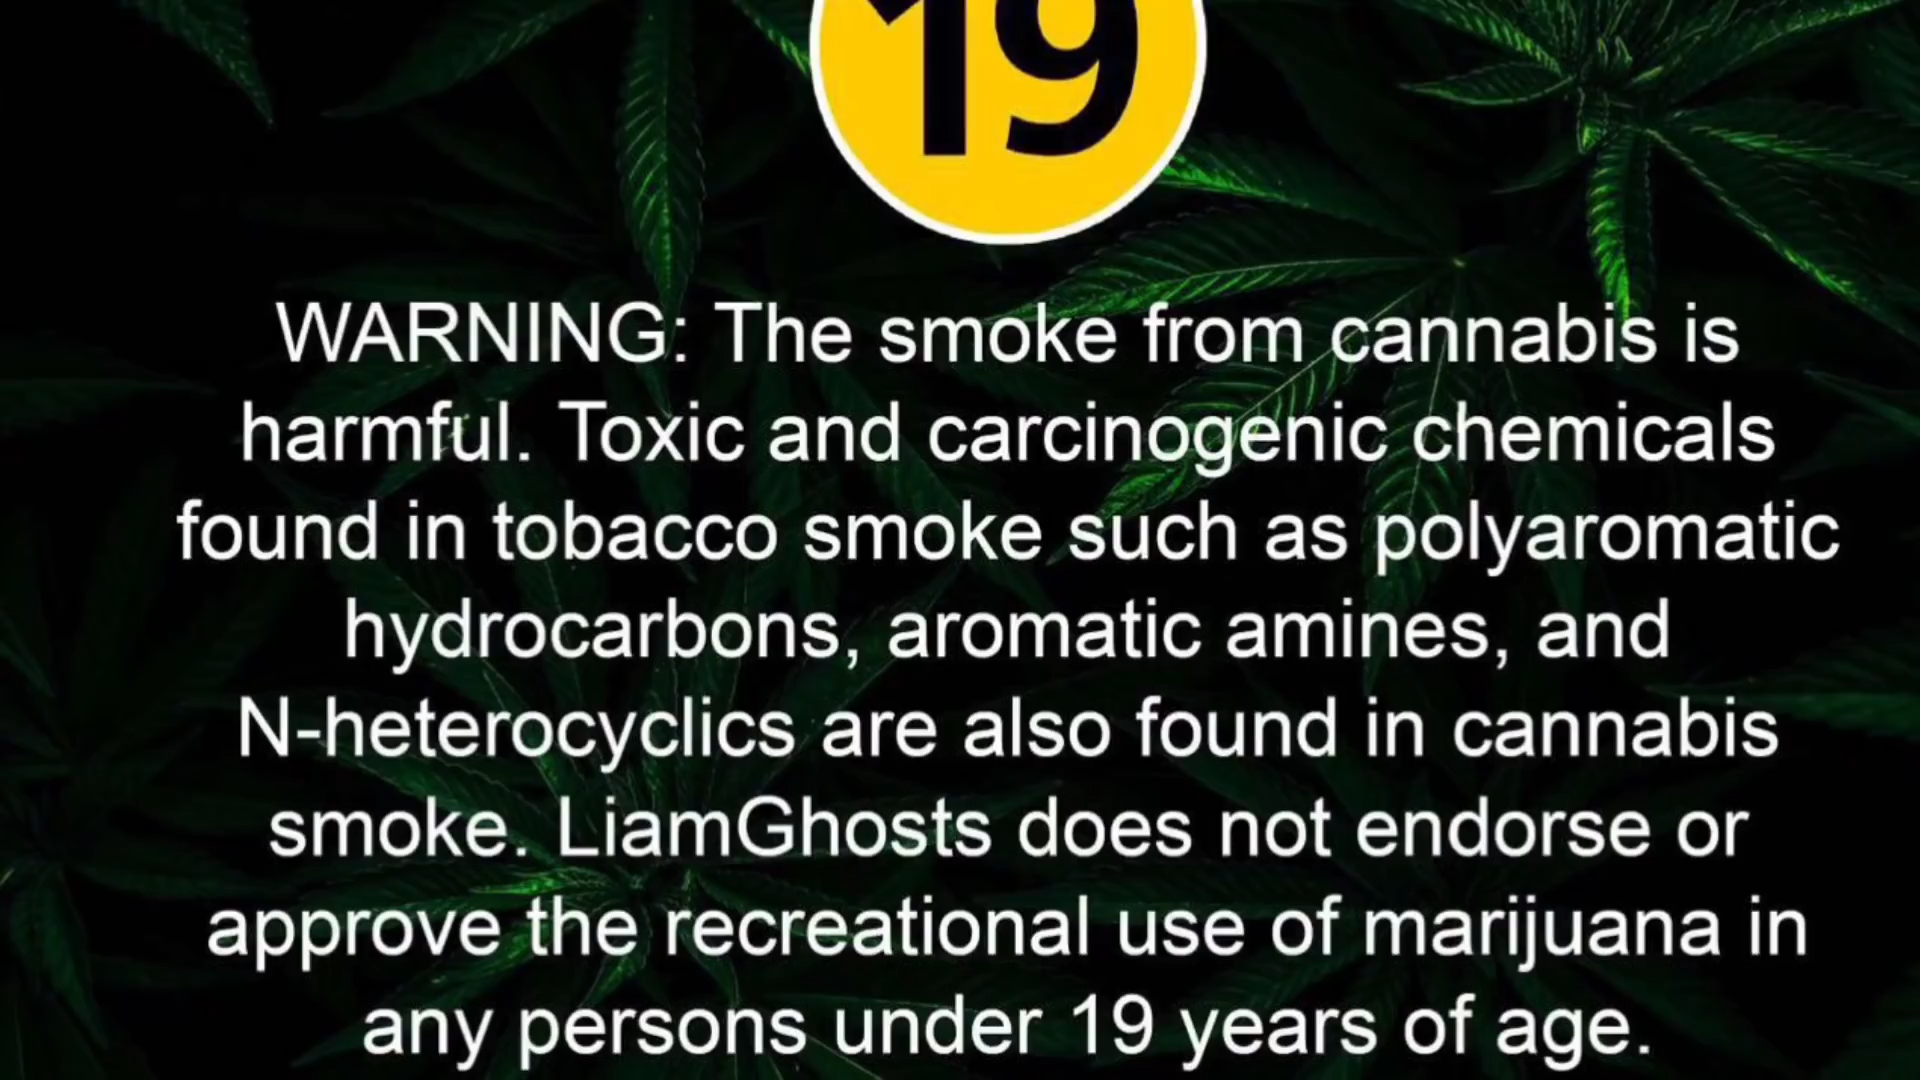 19
WARNING: The smoke from cannabis is
harmful. Toxic and carcinogenic chemicals
found in tobacco smoke such as polyaromatic
hydrocarbons, aromatic amines, and
N-heterocyclics are also found in cannabis
smoke. LiamGhosts does not endorse or
approve the recreational use of marijuana in
any persons under 19 years of age.